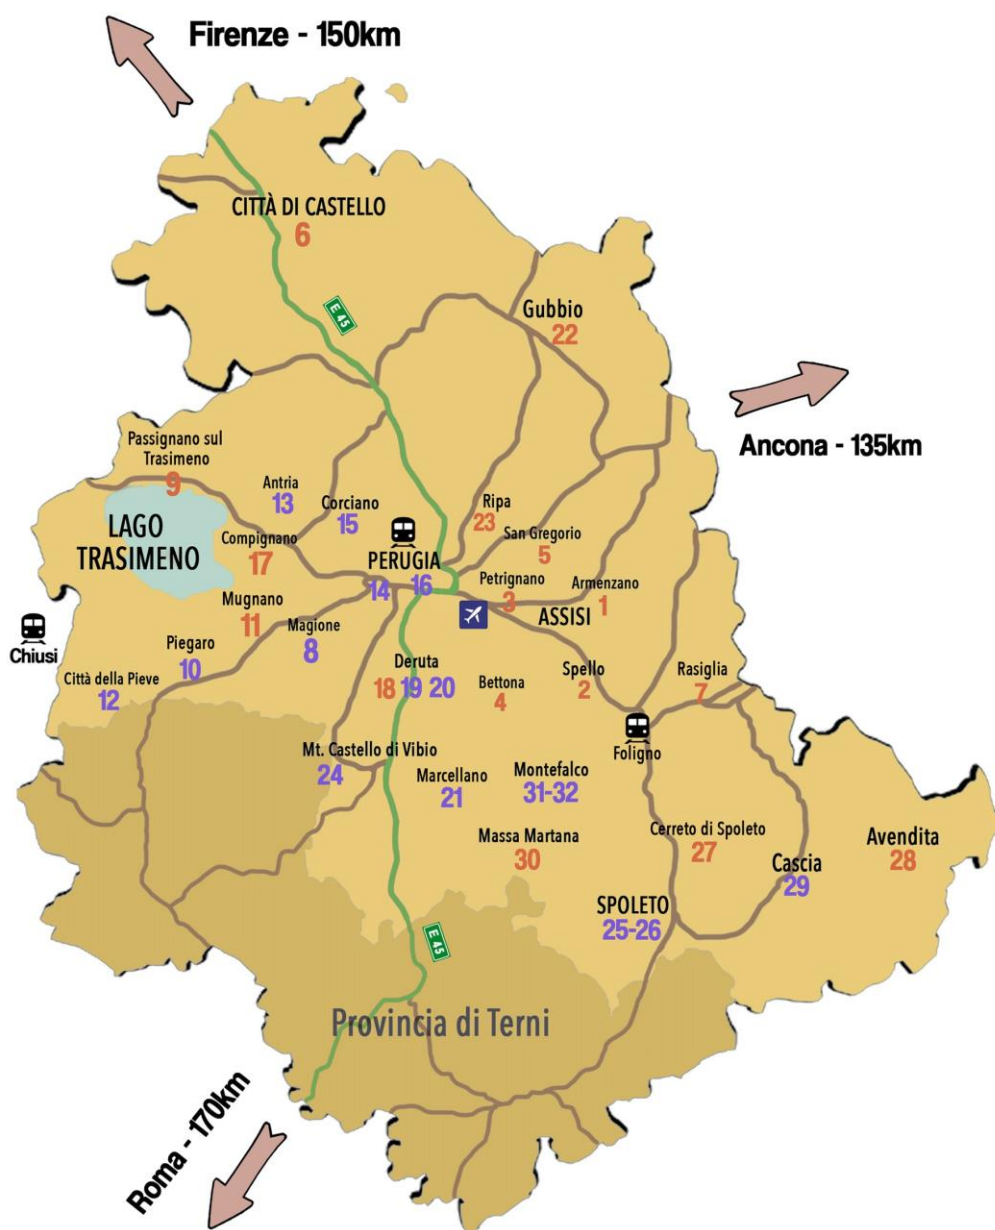 Firenze - 150km
CITTÀ DI CASTELLO
6
E 45
Gubbio
22
Ancona - 135km
Passignano sul
Trasimeno
9
Antria
13
Corciano
15
Ripa
23
LAGO
TRASIMENO
Compignano
17
San Gregorio
5
PERUGIA
14
16
Petrignano
3
Armenzano
1
ASSISI
Mugnano
11
Magione
8
Chiusi
Piegaro
10
Città della Pieve
12
Deruta
18 19 20
Bettona
4
Spello
2
Rasiglia
7
Foligno
Mt. Castello di Vibio
24
Marcellano
21
Montefalco
31-32
Massa Martana
30
Cerreto di Spoleto
27
Cascia
29
Avendita
28
SPOLETO
25-26
E 45
Provincia di Terni
Roma - 170km